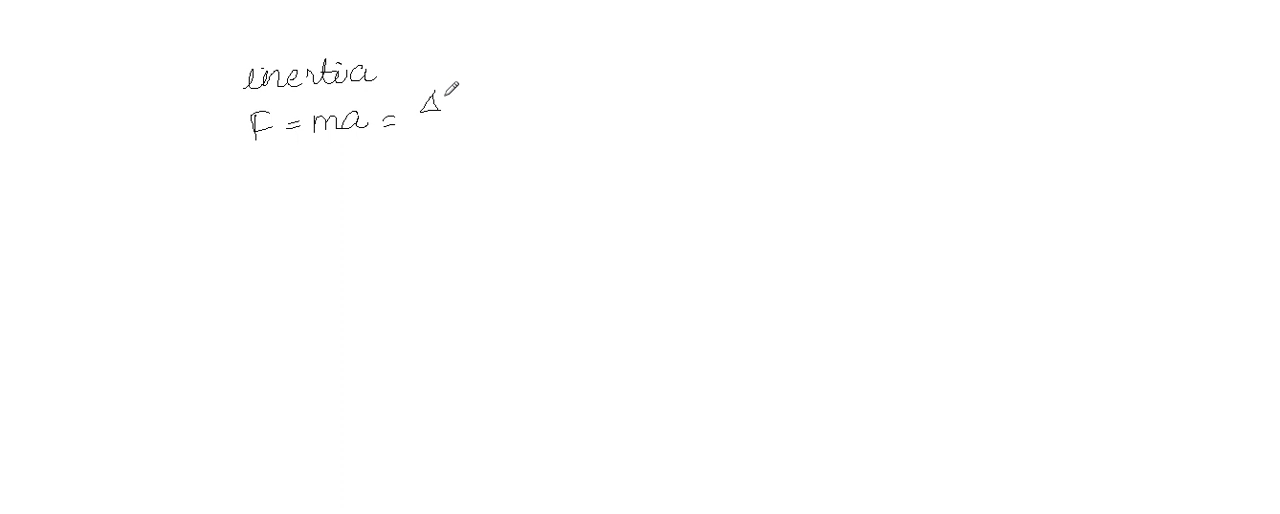 inertia
F = ma = Δ